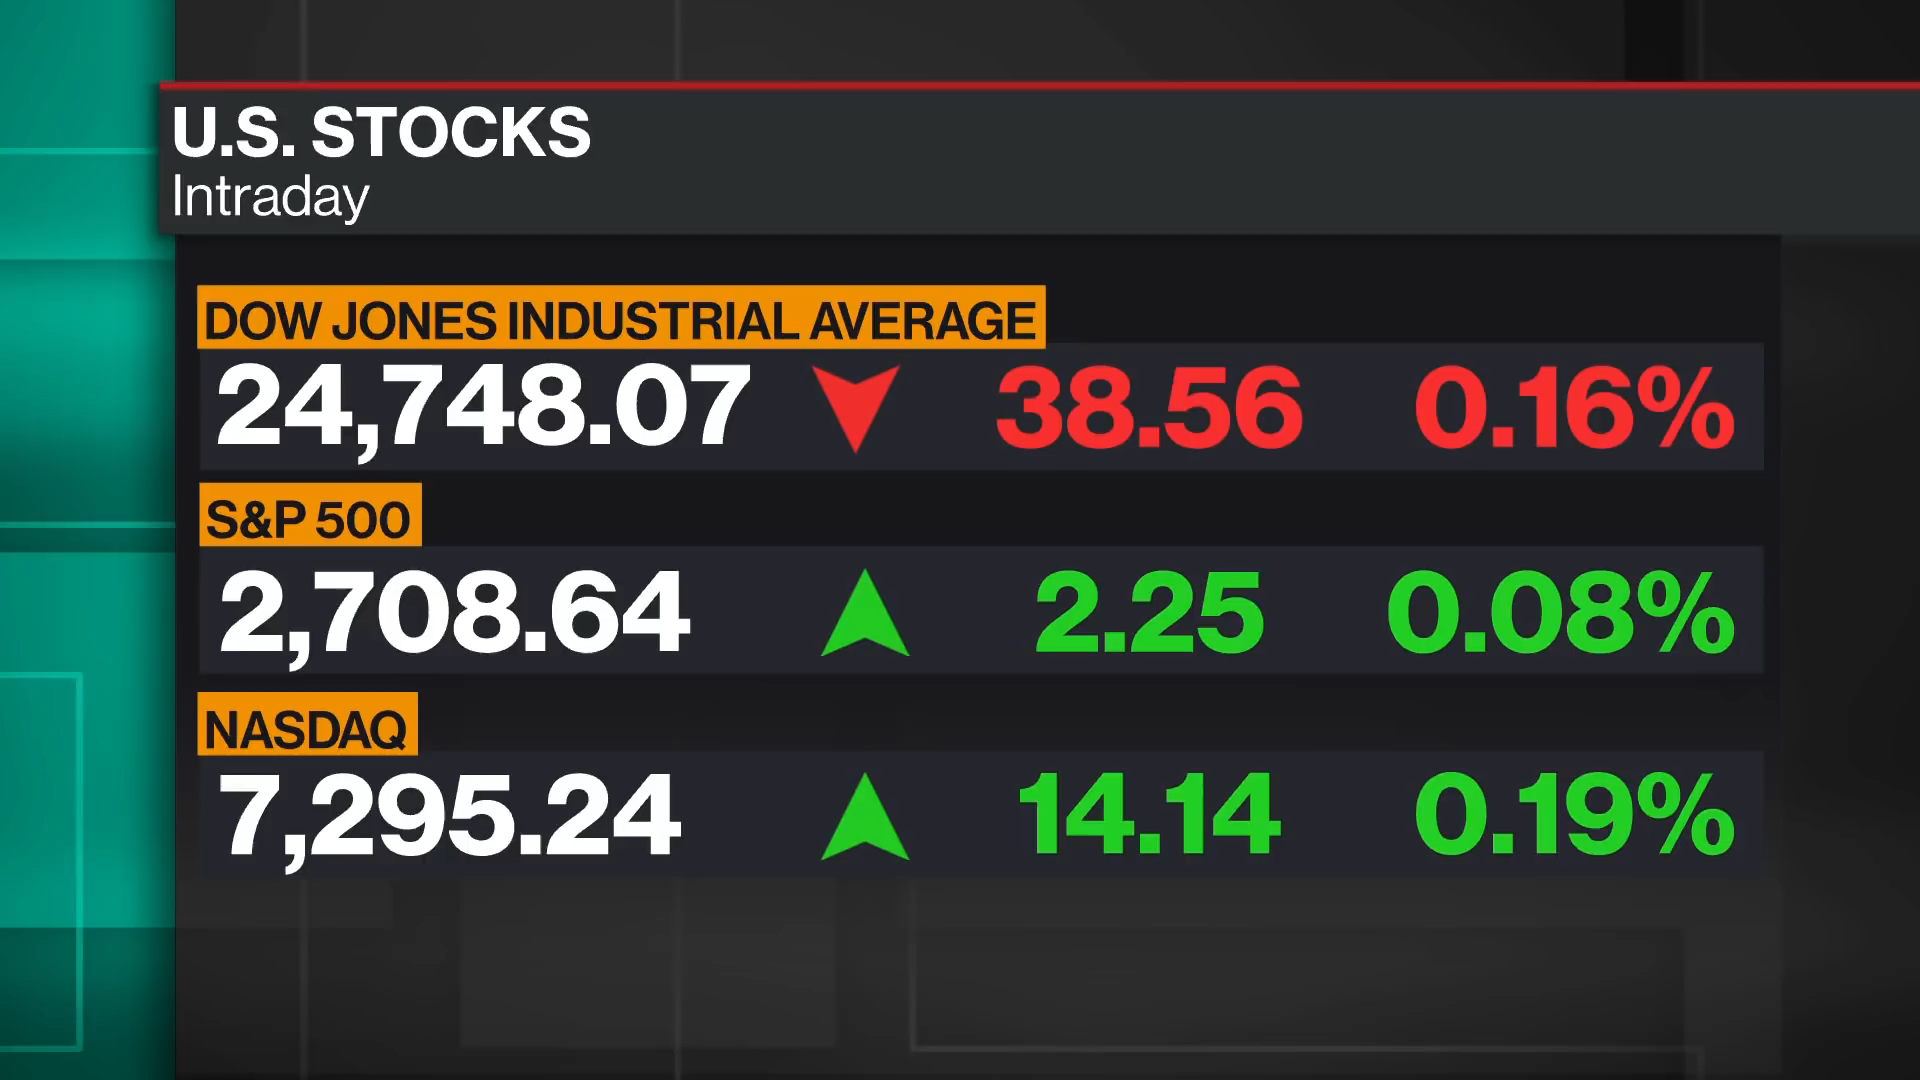 U.S. STOCKS
Intraday
DOW JONES INDUSTRIAL AVERAGE
24,748.07 ▼ 38.56 0.16%
S&P 500
2,708.64 ▲ 2.25 0.08%
NASDAQ
7,295.24 ▲ 14.14 0.19%